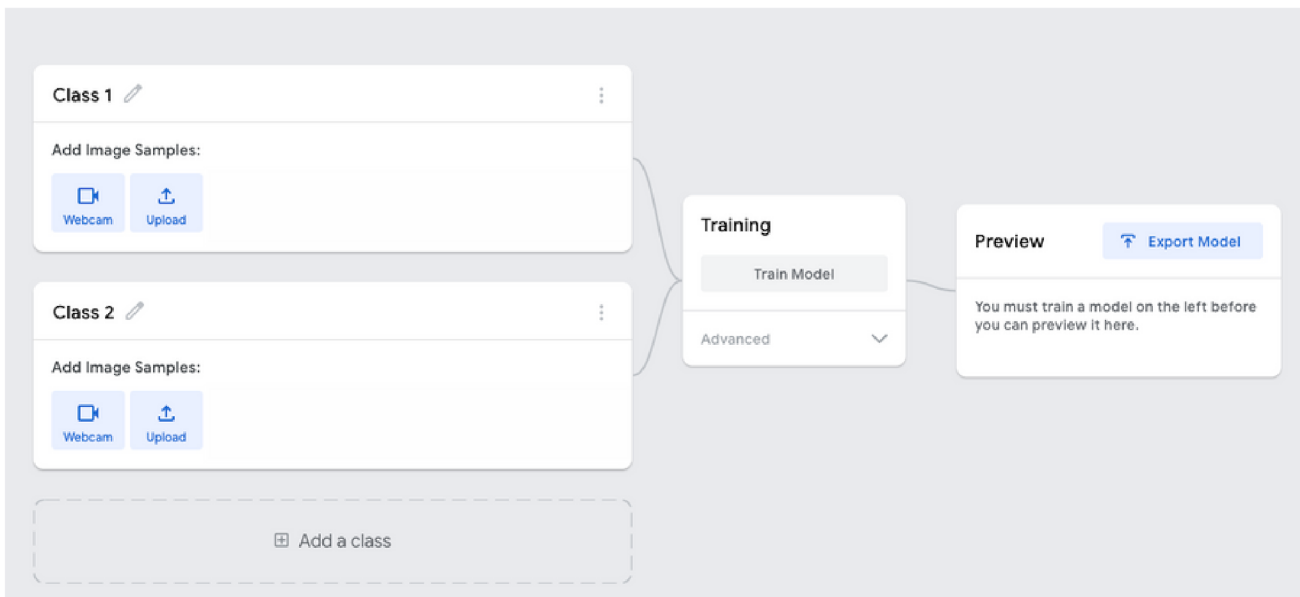 Class 1
Add Image Samples:
Webcam
Upload
Class 2
Add Image Samples:
Webcam
Upload
Add a class
Training
Train Model
Advanced
Preview
Export Model
You must train a model on the left before
you can preview it here.